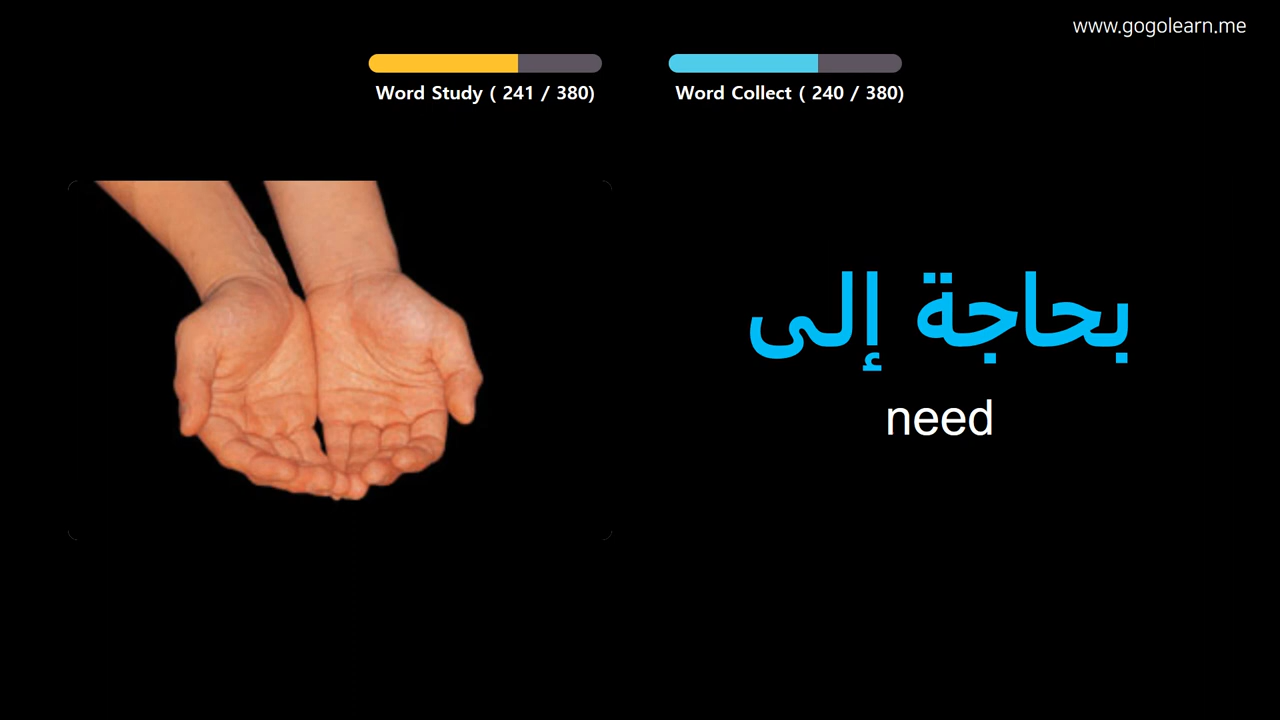 www.gogolearn.me
Word Study ( 241 / 380)
Word Collect ( 240 / 380)
بحاجة إلى
need